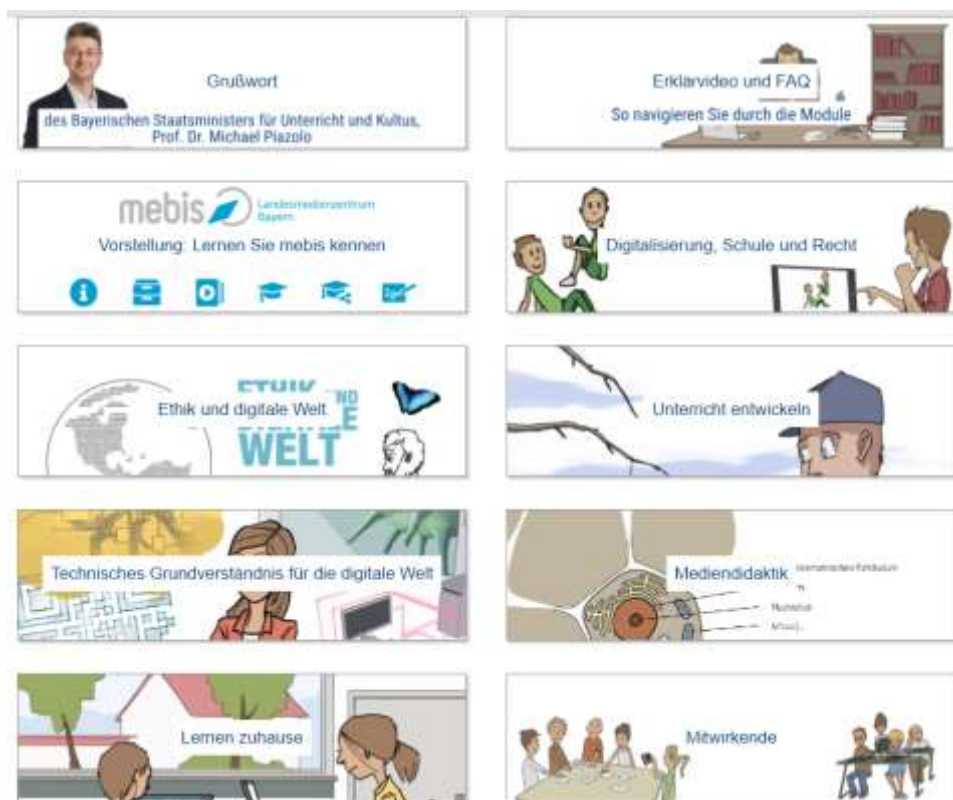 Grußwort
des Bayerischen Staatsministers für Unterricht und Kultus,
Prof. Dr. Michael Piazolo
Erklärvideo und FAQ
So navigieren Sie durch die Module
mebis Landesmedienzentrum
Bayern
Vorstellung: Lernen Sie mebis kennen
Digitalisierung, Schule und Recht
ETHIK
ND
Ethik und digitale Welt
E
WELT
Unterricht entwickeln
Technisches Grundverständnis für die digitale Welt
Mediendidaktik
Lernen zuhause
Mitwirkende